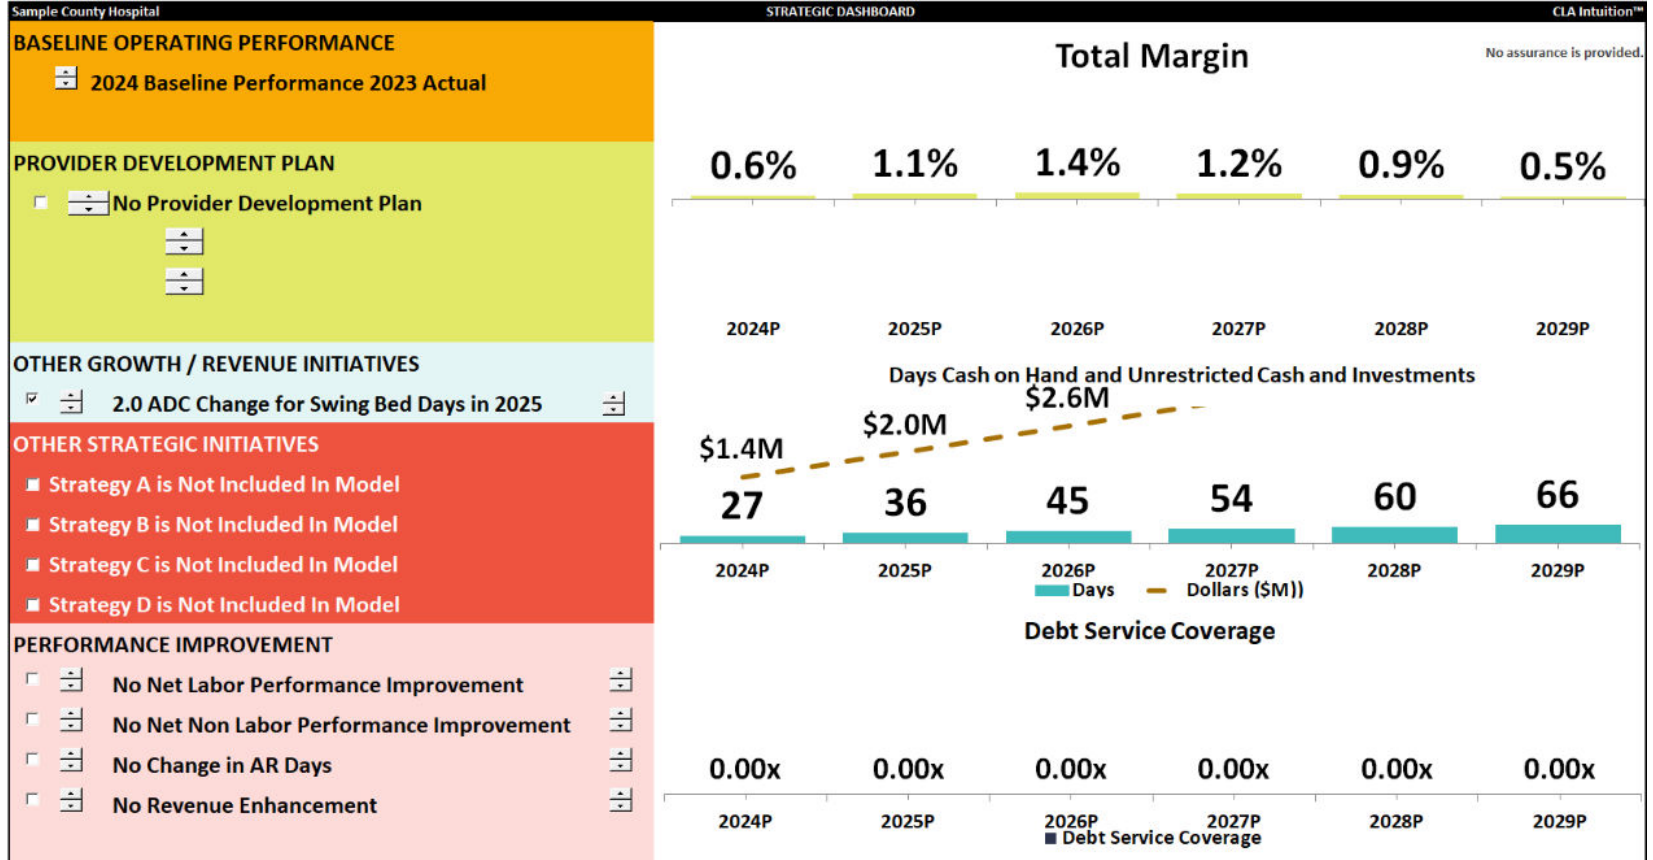 Sample County Hospital STRATEGIC DASHBOARD CLA Intuition™
BASELINE OPERATING PERFORMANCE
2024 Baseline Performance 2023 Actual
PROVIDER DEVELOPMENT PLAN
No Provider Development Plan
OTHER GROWTH / REVENUE INITIATIVES
2.0 ADC Change for Swing Bed Days in 2025
OTHER STRATEGIC INITIATIVES
Strategy A is Not Included In Model
Strategy B is Not Included In Model
Strategy C is Not Included In Model
Strategy D is Not Included In Model
PERFORMANCE IMPROVEMENT
No Net Labor Performance Improvement
No Net Non Labor Performance Improvement
No Change in AR Days
No Revenue Enhancement
Total Margin
No assurance is provided.
0.6% 1.1% 1.4% 1.2% 0.9% 0.5%
2024P 2025P 2026P 2027P 2028P 2029P
Days Cash on Hand and Unrestricted Cash and Investments
$1.4M $2.0M $2.6M
27 36 45 54 60 66
2024P 2025P 2026P 2027P 2028P 2029P
Days Dollars ($M))
Debt Service Coverage
0.00x 0.00x 0.00x 0.00x 0.00x 0.00x
2024P 2025P 2026P 2027P 2028P 2029P
Debt Service Coverage